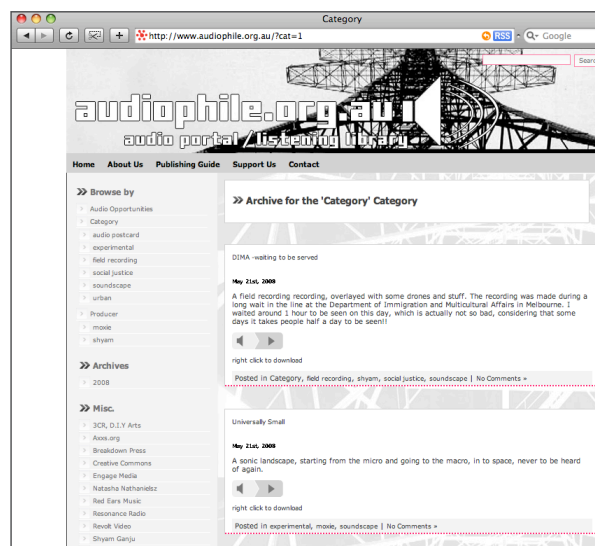 Category
http://www.audiophile.org.au/?cat=1
RSS
Google
audiophile.org.au
audio portal / listening library
Home About Us Publishing Guide Support Us Contact
Browse by
Audio Opportunities
Category
audio postcard
experimental
field recording
social justice
soundscape
urban
Producer
moxie
shyam
Archives
2008
Misc.
3CR, D.I.Y Arts
Axxs.org
Breakdown Press
Creative Commons
Engage Media
Natasha Nathanielsz
Red Ears Music
Resonance Radio
Revolt Video
Shyam Ganju
Archive for the 'Category' Category
DIMA -waiting to be served
May 21st, 2008
A field recording recording, overlayed with some drones and stuff. The recording was made during a
long wait in the line at the Department of Immigration and Multicultural Affairs in Melbourne. I
waited around 1 hour to be seen on this day, which is actually not so bad, considering that some
days it takes people half a day to be seen!!
right click to download
Posted in Category, field recording, shyam, social justice, soundscape | No Comments »
Universally Small
May 21st, 2008
A sonic landscape, starting from the micro and going to the macro, in to space, never to be heard
of again.
right click to download
Posted in experimental, moxie, soundscape | No Comments »